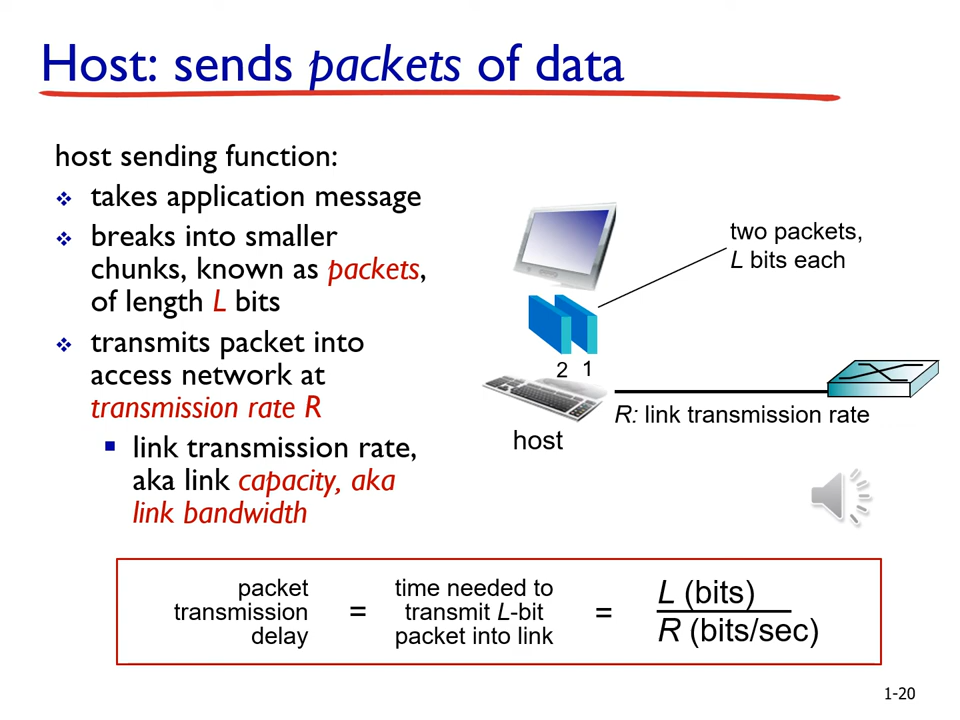 Host: sends packets of data
host sending function:
takes application message
breaks into smaller
chunks, known as packets,
of length L bits
transmits packet into
access network at
transmission rate R
link transmission rate,
aka link capacity, aka
link bandwidth
two packets,
L bits each
2 1
R: link transmission rate
host
packet
transmission
delay
=
time needed to
transmit L-bit
packet into link
=
L (bits)
R (bits/sec)
1-20